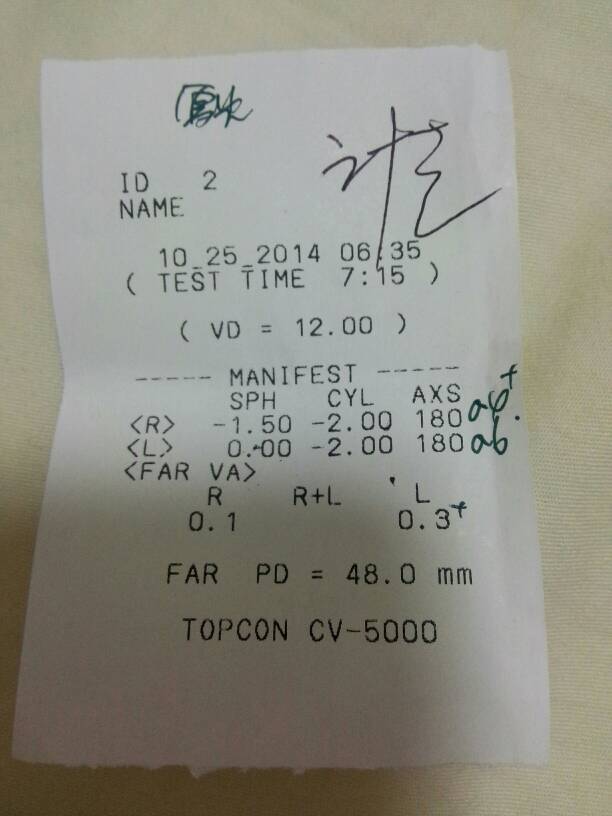 ID 2
NAME
10_25_2014 06:35
( TEST TIME 7:15 )
( VD = 12.00 )
----- MANIFEST -----
SPH CYL AXS
<R> -1.50 -2.00 180
<L> 0.00 -2.00 180
<FAR VA>
R R+L L
0.1 0.3+
FAR PD = 48.0 mm
TOPCON CV-5000